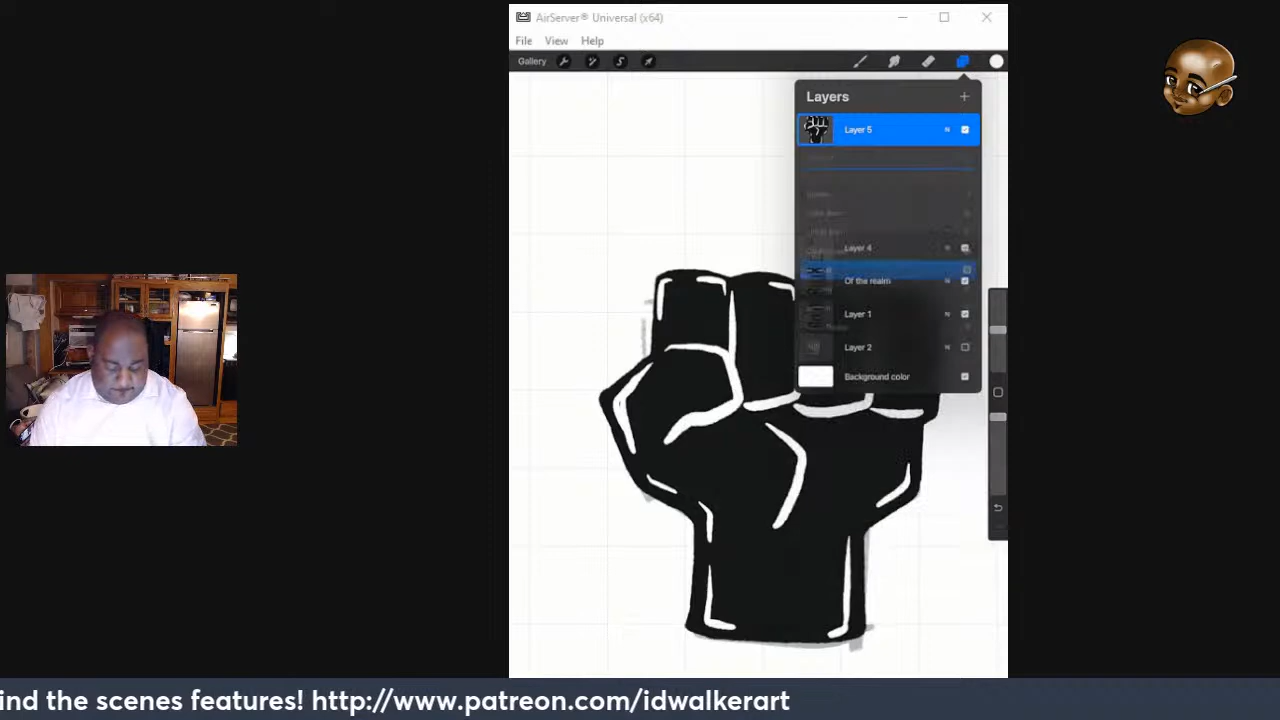 AirServer® Universal (x64)
File View Help
Gallery
Layers
Layer 5 N
Layer 4 N
Of the realm N
Layer 1 N
Layer 2 N
Background color
ind the scenes features! http://www.patreon.com/idwalkerart